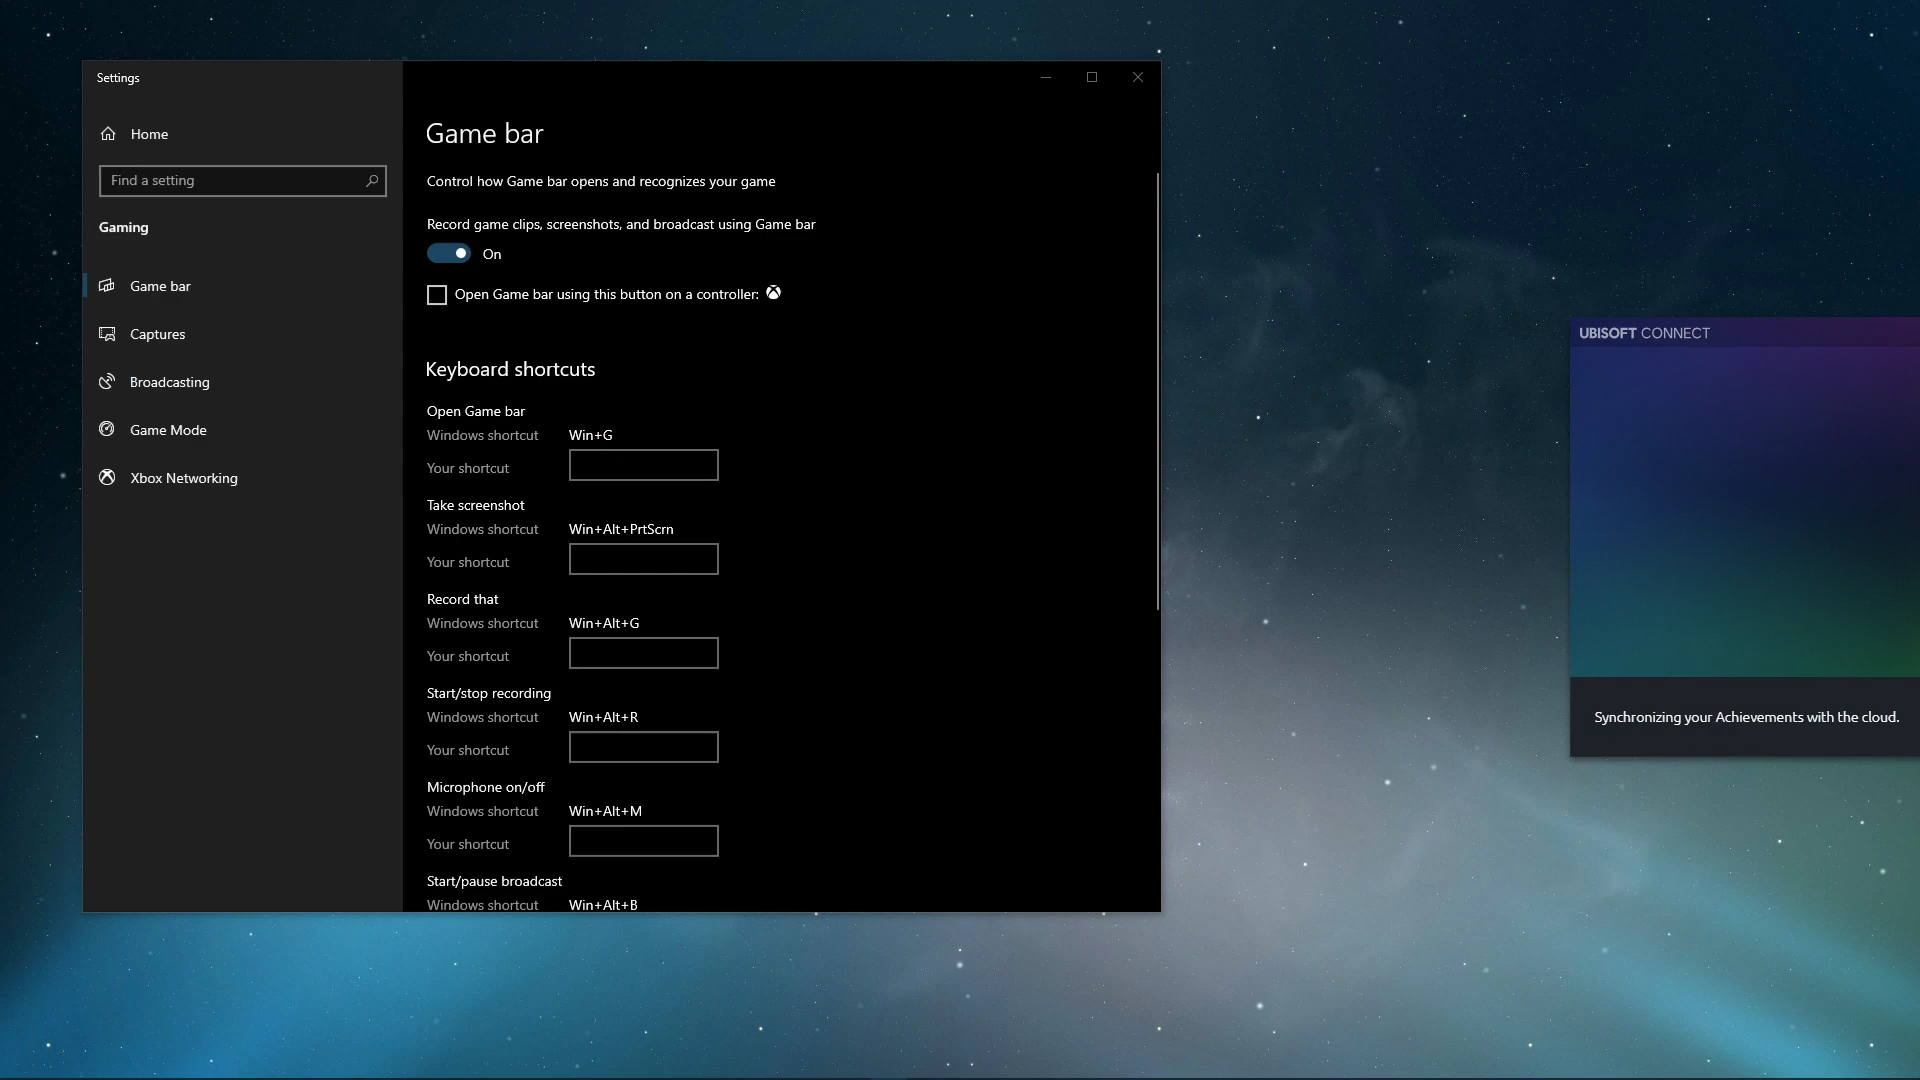 Settings
Home
Find a setting
Gaming
Game bar
Captures
Broadcasting
Game Mode
Xbox Networking
Game bar
Control how Game bar opens and recognizes your game
Record game clips, screenshots, and broadcast using Game bar
On
Open Game bar using this button on a controller:
Keyboard shortcuts
Open Game bar
Windows shortcut Win+G
Your shortcut
Take screenshot
Windows shortcut Win+Alt+PrtScrn
Your shortcut
Record that
Windows shortcut Win+Alt+G
Your shortcut
Start/stop recording
Windows shortcut Win+Alt+R
Your shortcut
Microphone on/off
Windows shortcut Win+Alt+M
Your shortcut
Start/pause broadcast
Windows shortcut Win+Alt+B
UBISOFT CONNECT
Synchronizing your Achievements with the cloud.